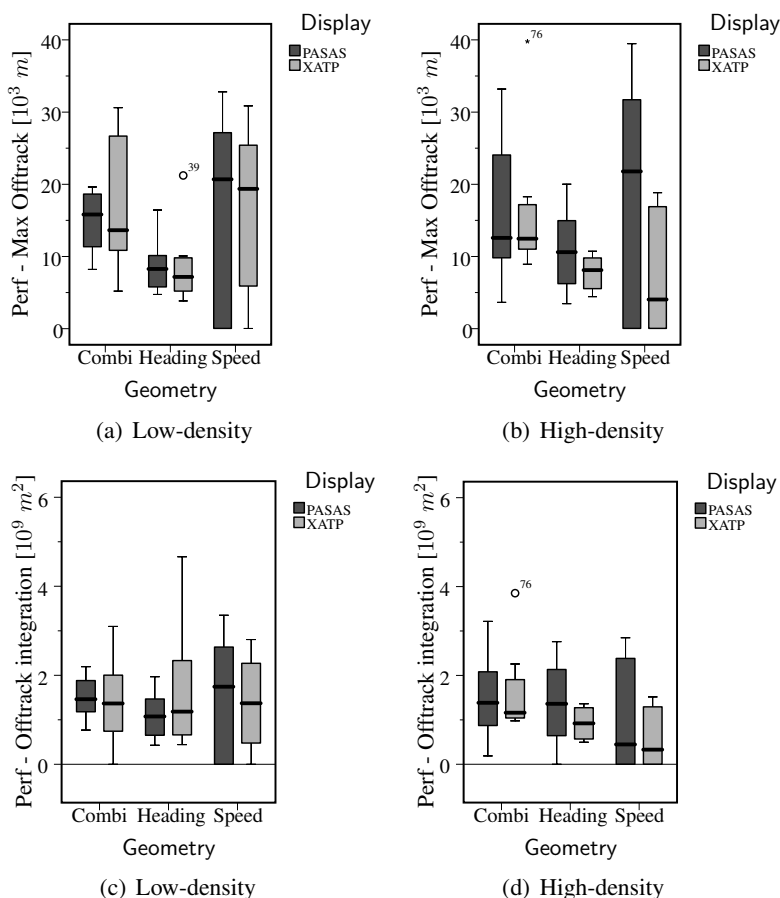 Display
PASAS
XATP
Perf - Max Offtrack [10³ m]
40
30
20
10
0
39
Combi Heading Speed
Geometry
(a) Low-density
Display
PASAS
XATP
Perf - Max Offtrack [10³ m]
40
30
20
10
0
76
Combi Heading Speed
Geometry
(b) High-density
Display
PASAS
XATP
Perf - Offtrack integration [10⁹ m²]
6
4
2
0
Combi Heading Speed
Geometry
(c) Low-density
Display
PASAS
XATP
Perf - Offtrack integration [10⁹ m²]
6
4
2
0
76
Combi Heading Speed
Geometry
(d) High-density